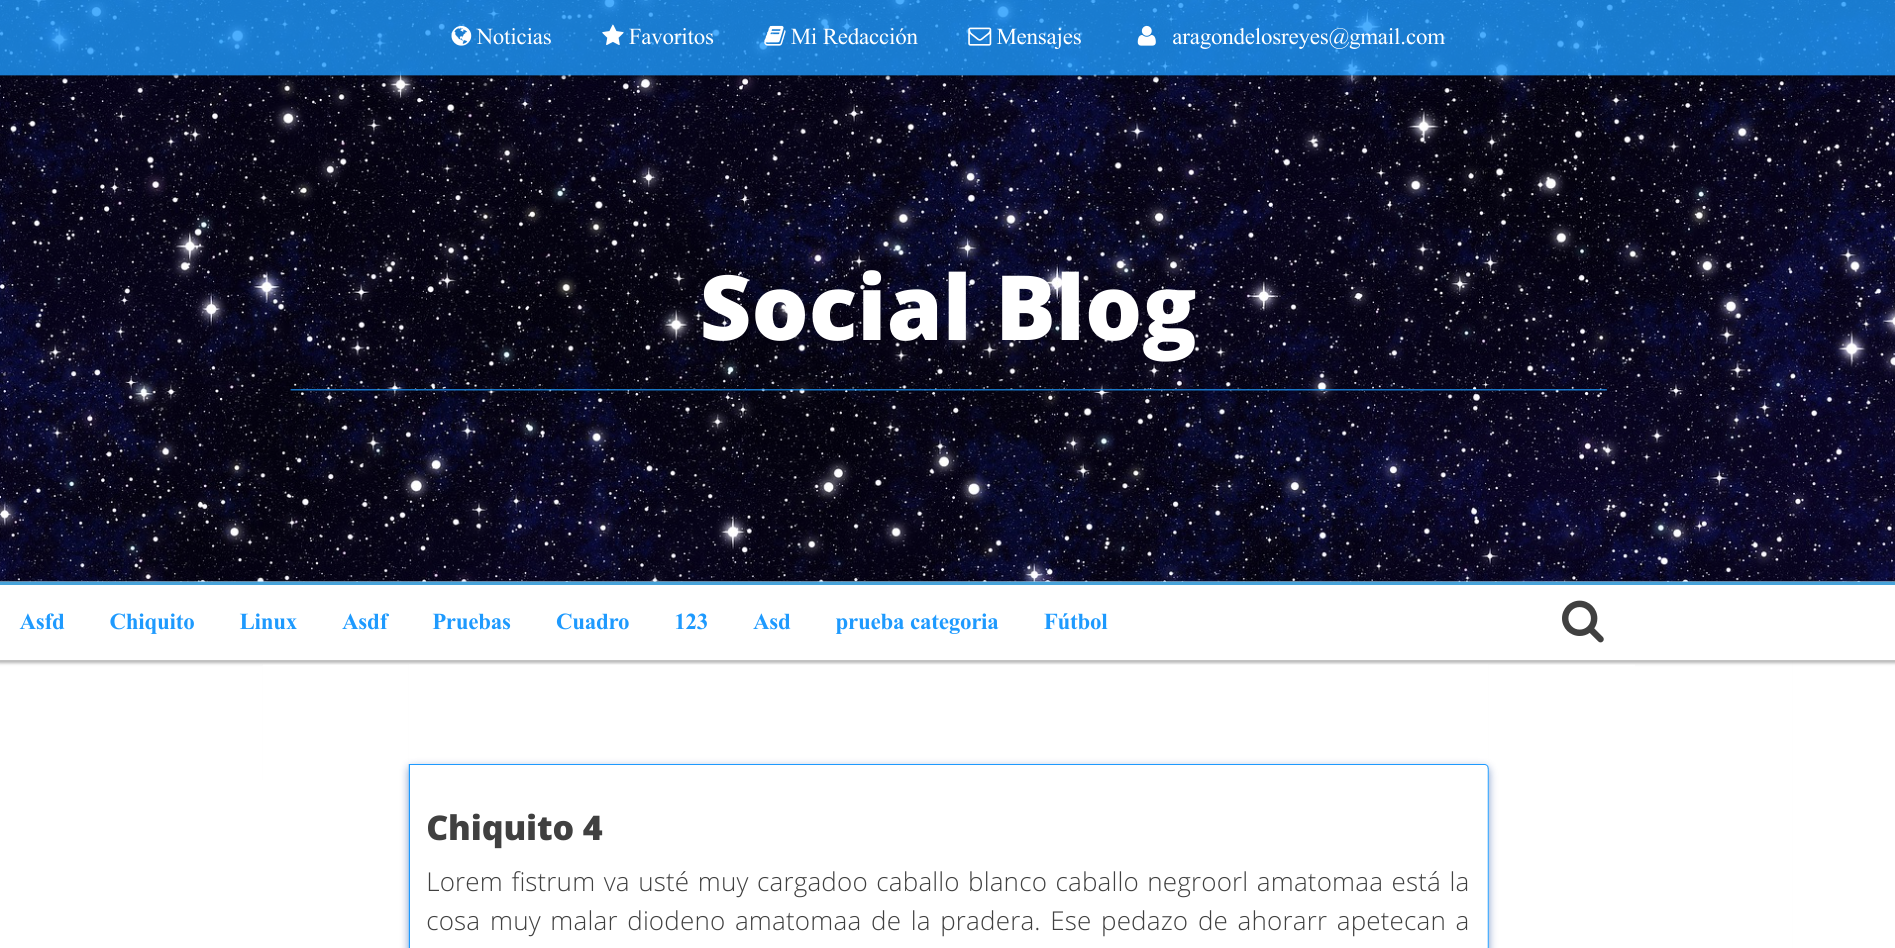 Noticias Favoritos Mi Redacción Mensajes aragondelosreyes@gmail.com
Social Blog
Asfd Chiquito Linux Asdf Pruebas Cuadro 123 Asd prueba categoria Fútbol
Chiquito 4
Lorem fistrum va usté muy cargadoo caballo blanco caballo negroorl amatomaa está la
cosa muy malar diodeno amatomaa de la pradera. Ese pedazo de ahorarr apetecan a